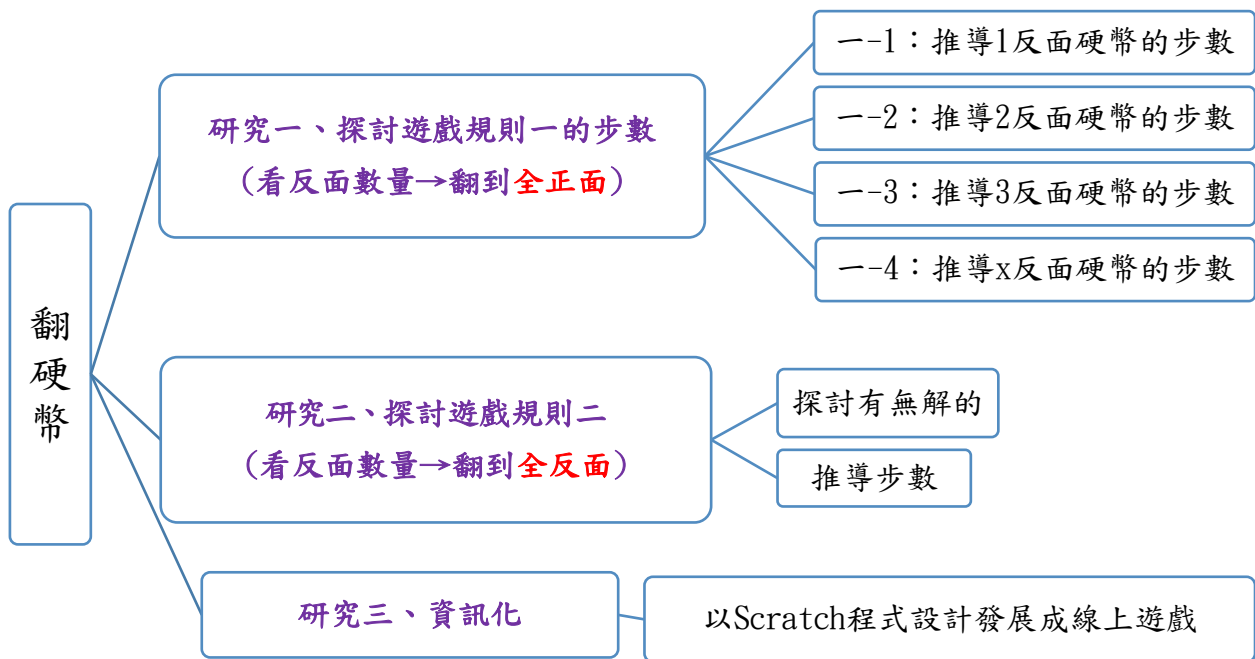 翻硬幣
研究一、探討遊戲規則一的步數
(看反面數量→翻到全正面)
一-1：推導1反面硬幣的步數
一-2：推導2反面硬幣的步數
一-3：推導3反面硬幣的步數
一-4：推導x反面硬幣的步數
研究二、探討遊戲規則二
(看反面數量→翻到全反面)
探討有無解的
推導步數
研究三、資訊化
以Scratch程式設計發展成線上遊戲